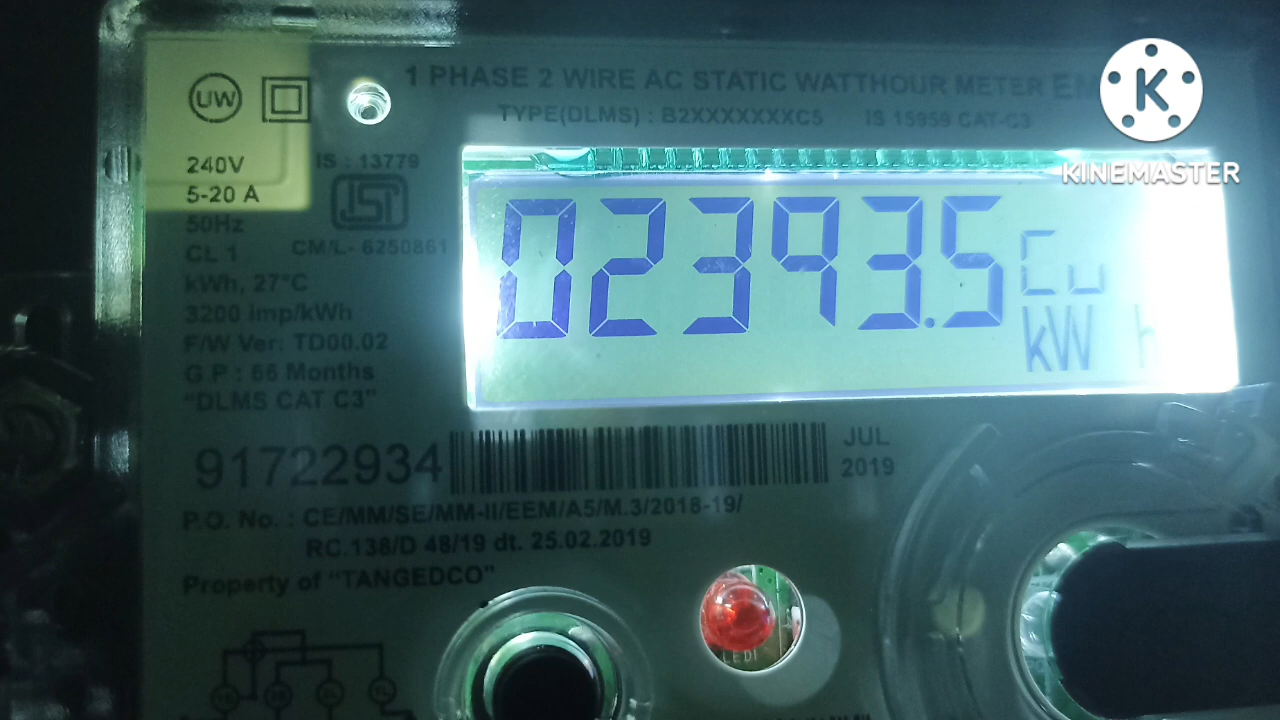 1 PHASE 2 WIRE AC STATIC WATTHOUR METER
TYPE(DLMS) : B2XXXXXXXC5 IS 15959 CAT-C3
K
KINEMASTER
UW
240V
5-20 A
50Hz
CL 1
kWh, 27°C
3200 imp/kWh
F/W Ver: TD00.02
G P : 66 Months
"DLMS CAT C3"
IS : 13779
ISI
CM/L- 6250861
02393.5
Cu
kW h
91722934
JUL
2019
P.O. No. : CE/MM/SE/MM-II/EEM/A5/M.3/2018-19/
RC.138/D 48/19 dt. 25.02.2019
Property of "TANGEDCO"
LED1